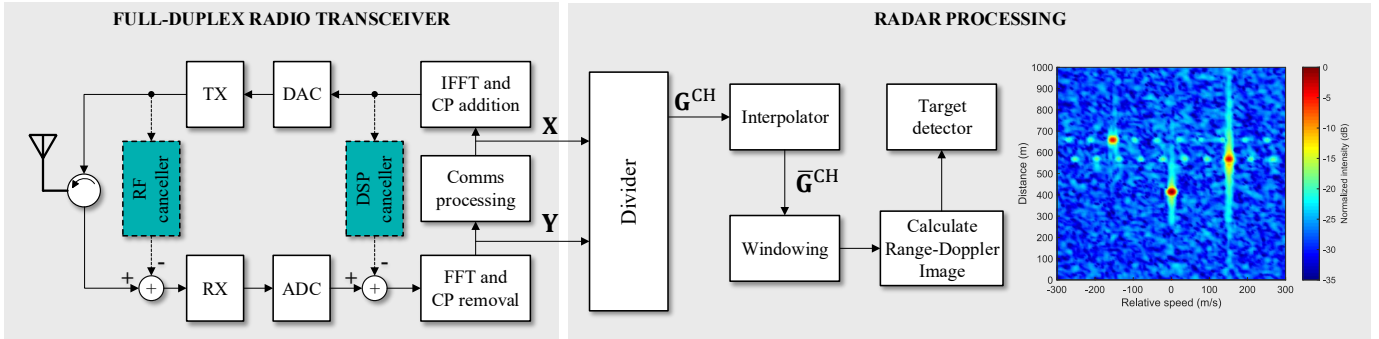 FULL-DUPLEX RADIO TRANSCEIVER
TX
DAC
IFFT and
CP addition
RF
canceller
DSP
canceller
Comms
processing
X
Y
+
-
+
+
-
+
RX
ADC
FFT and
CP removal
RADAR PROCESSING
Divider
G^CH
Interpolator
G̅^CH
Windowing
Target
detector
Calculate
Range-Doppler
Image
Distance (m)
1000
900
800
700
600
500
400
300
200
100
0
-300
-200
-100
0
100
200
300
Relative speed (m/s)
0
-5
-10
-15
-20
-25
-30
-35
Normalized intensity (dB)